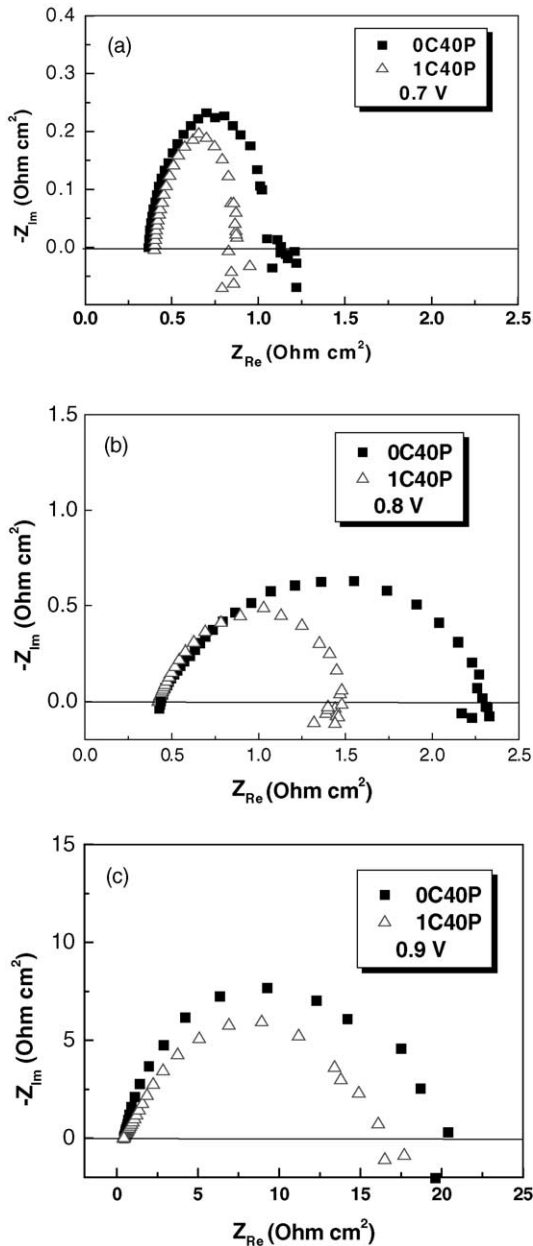 (a)
0C40P
1C40P
0.7 V
0.4
0.3
0.2
0.1
0.0
-Z_Im (Ohm cm²)
0.0 0.5 1.0 1.5 2.0 2.5
Z_Re (Ohm cm²)
(b)
0C40P
1C40P
0.8 V
1.5
1.0
0.5
0.0
-Z_Im (Ohm cm²)
0.0 0.5 1.0 1.5 2.0 2.5
Z_Re (Ohm cm²)
(c)
0C40P
1C40P
0.9 V
15
10
5
0
-Z_Im (Ohm cm²)
0 5 10 15 20 25
Z_Re (Ohm cm²)